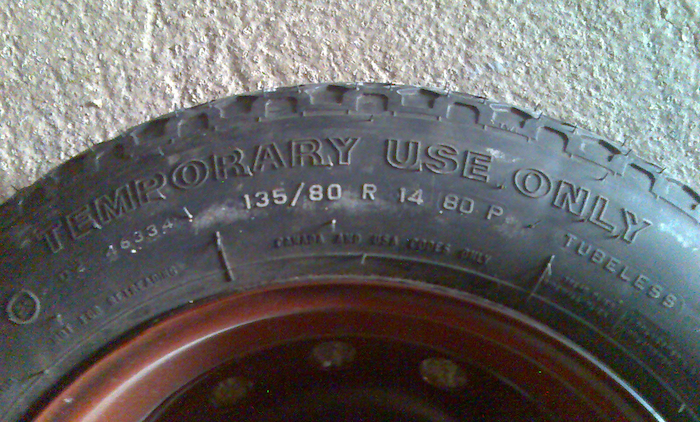 TEMPORARY USE ONLY
135/80 R 14 80 P
TUBELESS
CANADA AND USA CODES ONLY